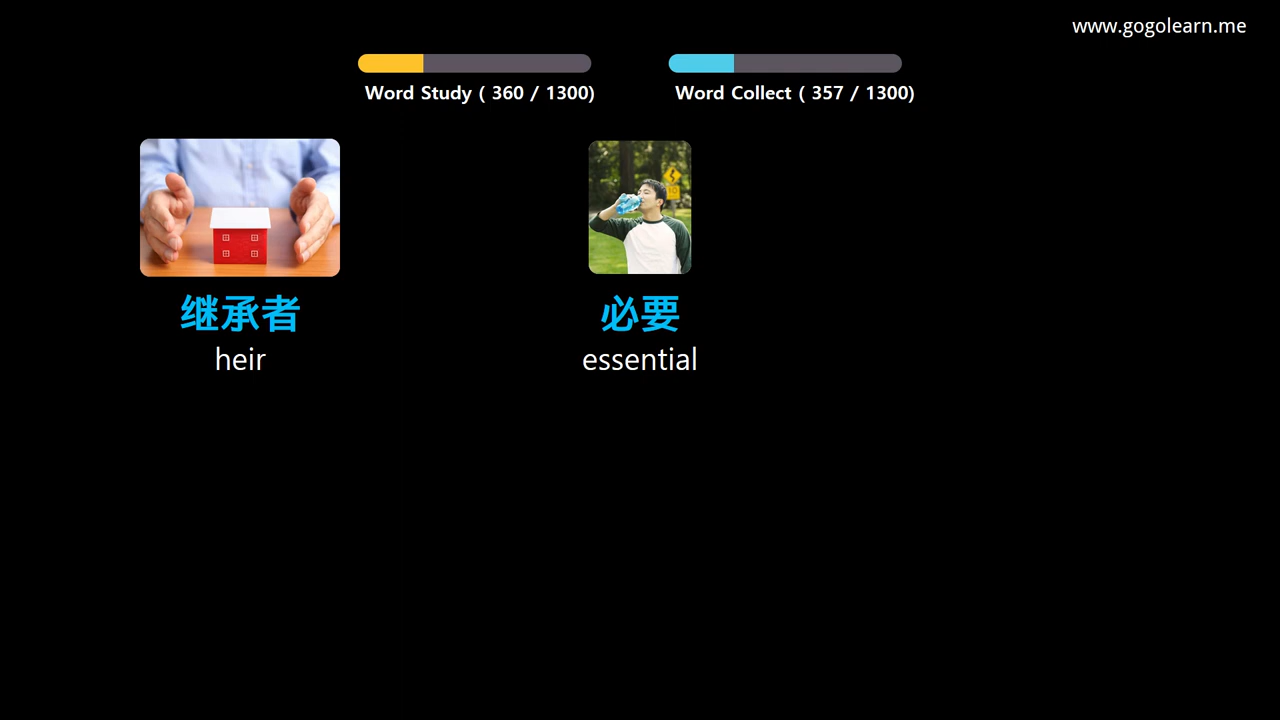 www.gogolearn.me
Word Study ( 360 / 1300)
Word Collect ( 357 / 1300)
继承者
heir
必要
essential